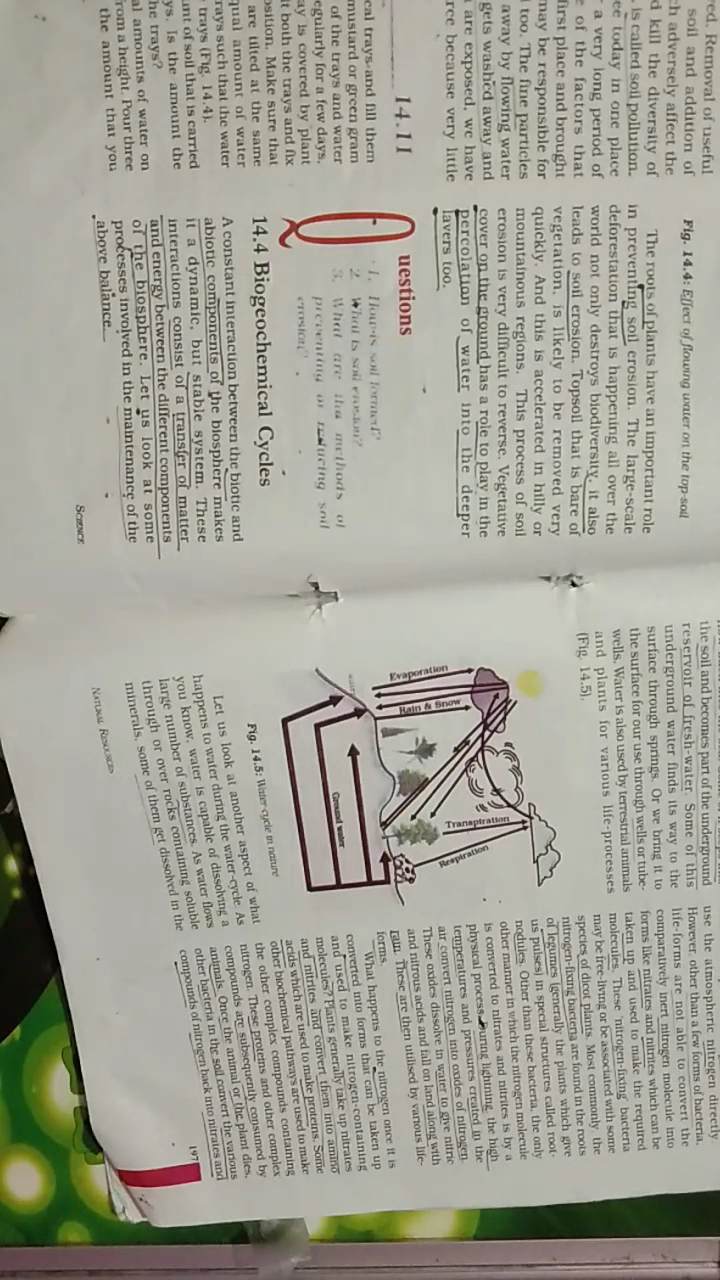 red. Removal of useful
soil and addition of
ch adversely affect the
d kill the diversity of
is called soil pollution.
ee today in one place
a very long period of
e of the factors that
first place and brought
may be responsible for
too. The fine particles
away by flowing water
gets washed away and
are exposed, we have
rce because very little
14.11
cal trays and fill them
mustard or green gram
of the trays and water
egularly for a few days.
ay is covered by plant
lt both the trays and fix
osition. Make sure that
are tilted at the same
qual amount of water
rays such that the water
trays (Fig. 14.4).
unt of soil that is carried
ys. Is the amount the
he trays?
al amounts of water on
rom a height. Pour three
the amount that you
Fig. 14.4: Effect of flowing water on the top-soil
The roots of plants have an important role
in preventing soil erosion. The large-scale
deforestation that is happening all over the
world not only destroys biodiversity, it also
leads to soil erosion. Topsoil that is bare of
vegetation, is likely to be removed very
quickly. And this is accelerated in hilly or
mountainous regions. This process of soil
erosion is very difficult to reverse. Vegetative
cover on the ground has a role to play in the
percolation of water into the deeper
layers too.
Questions
1. How is soil formed?
2. What is soil erosion?
3. What are the methods of
preventing or reducing soil
erosion?
14.4 Biogeochemical Cycles
A constant interaction between the biotic and
abiotic components of the biosphere makes
it a dynamic, but stable system. These
interactions consist of a transfer of matter
and energy between the different components
of the biosphere. Let us look at some
processes involved in the maintenance of the
above balance.
SCIENCE
the soil and becomes part of the underground
reservoir of fresh-water. Some of this
underground water finds its way to the
surface through springs. Or we bring it to
the surface for our use through wells or tube-
wells. Water is also used by terrestrial animals
and plants for various life-processes
(Fig. 14.5).
Evaporation
Rain & Snow
Transpiration
Respiration
Ground water
Fig. 14.5: Water-cycle in nature
Let us look at another aspect of what
happens to water during the water-cycle. As
you know, water is capable of dissolving a
large number of substances. As water flows
through or over rocks containing soluble
minerals, some of them get dissolved in the
NATURAL RESOURCES
use the atmospheric nitrogen directly.
However, other than a few forms of bacteria,
life-forms are not able to convert the
comparatively inert nitrogen molecule into
forms like nitrates and nitrites which can be
taken up and used to make the required
molecules. These 'nitrogen-fixing' bacteria
may be free-living or be associated with some
species of dicot plants. Most commonly, the
nitrogen-fixing bacteria are found in the roots
of legumes (generally the plants which give
us pulses) in special structures called root-
nodules. Other than these bacteria, the only
other manner in which the nitrogen molecule
is converted to nitrates and nitrites is by a
physical process. During lightning, the high
temperatures and pressures created in the
air convert nitrogen into oxides of nitrogen.
These oxides dissolve in water to give nitric
and nitrous acids and fall on land along with
rain. These are then utilised by various life-
forms.
What happens to the nitrogen once it is
converted into forms that can be taken up
and used to make nitrogen-containing
molecules? Plants generally take up nitrates
and nitrites and convert them into amino
acids which are used to make proteins. Some
other biochemical pathways are used to make
the other complex compounds containing
nitrogen. These proteins and other complex
compounds are subsequently consumed by
animals. Once the animal or the plant dies,
other bacteria in the soil convert the various
compounds of nitrogen back into nitrates and
197